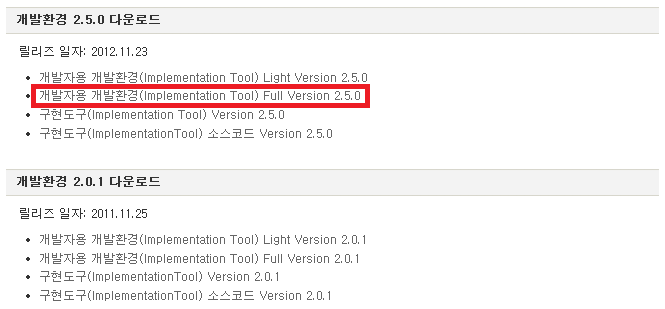 개발환경 2.5.0 다운로드
릴리즈 일자: 2012.11.23
개발자용 개발환경(Implementation Tool) Light Version 2.5.0
개발자용 개발환경(Implementation Tool) Full Version 2.5.0
구현도구(Implementation Tool) Version 2.5.0
구현도구(ImplementationTool) 소스코드 Version 2.5.0
개발환경 2.0.1 다운로드
릴리즈 일자: 2011.11.25
개발자용 개발환경(Implementation Tool) Light Version 2.0.1
개발자용 개발환경(Implementation Tool) Full Version 2.0.1
구현도구(ImplementationTool) Version 2.0.1
구현도구(ImplementationTool) 소스코드 Version 2.0.1